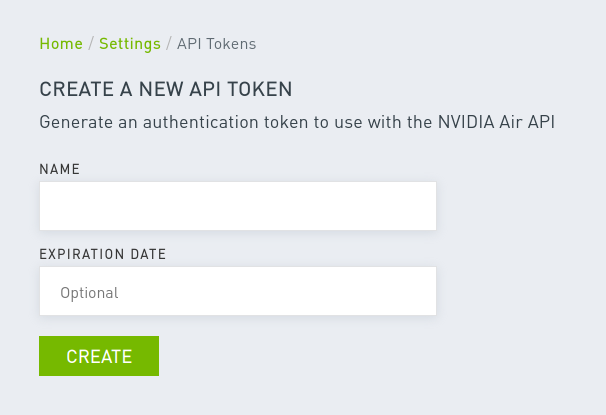 Home / Settings / API Tokens
CREATE A NEW API TOKEN
Generate an authentication token to use with the NVIDIA Air API
NAME
EXPIRATION DATE
Optional
CREATE